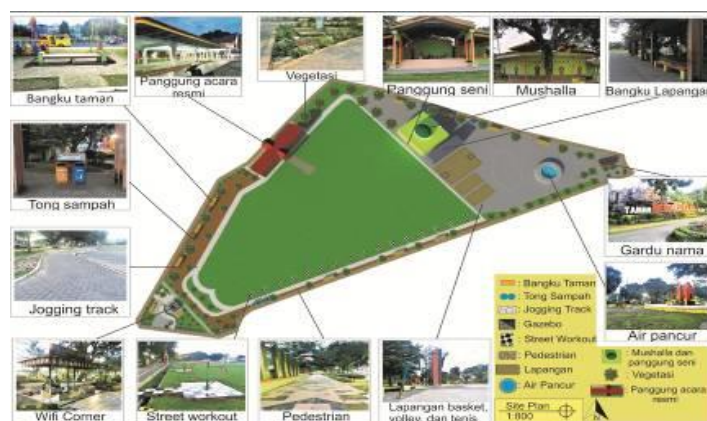 Bangku taman
Panggung acara
resmi
Vegetasi
Panggung seni
Mushalla
Bangku Lapangan
Tong sampah
Gardu nama
Jogging track
Air pancur
Wifi Corner
Street workout
Pedestrian
Lapangan basket,
volley, dan tenis
: Bangku Taman
: Tong Sampah
: Jogging Track
: Gazebo
: Street Workout
: Pedestrian
: Lapangan
: Air Pancur
: Mushalla dan
panggung seni
: Vegetasi
: Panggung acara
resmi
Site Plan
1:800
N
TAMAN